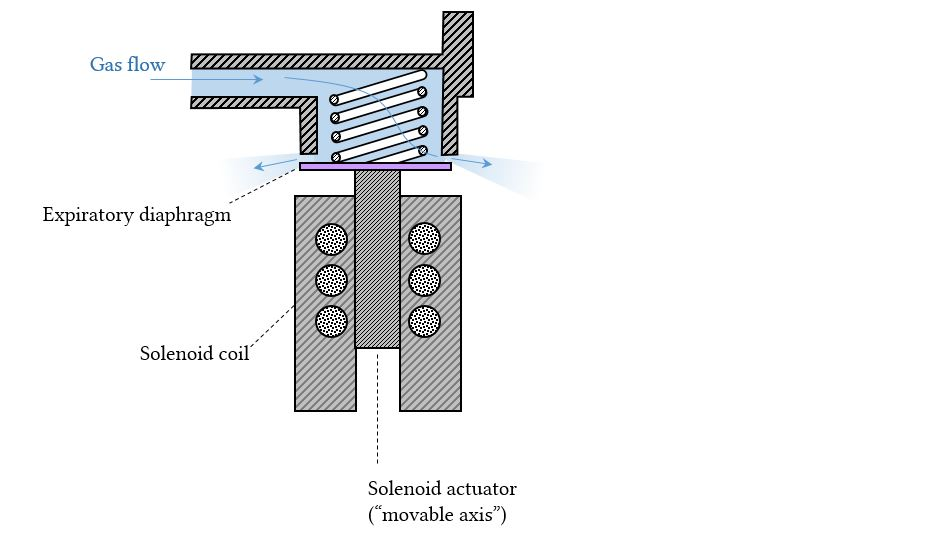 Gas flow
Expiratory diaphragm
Solenoid coil
Solenoid actuator
(“movable axis”)